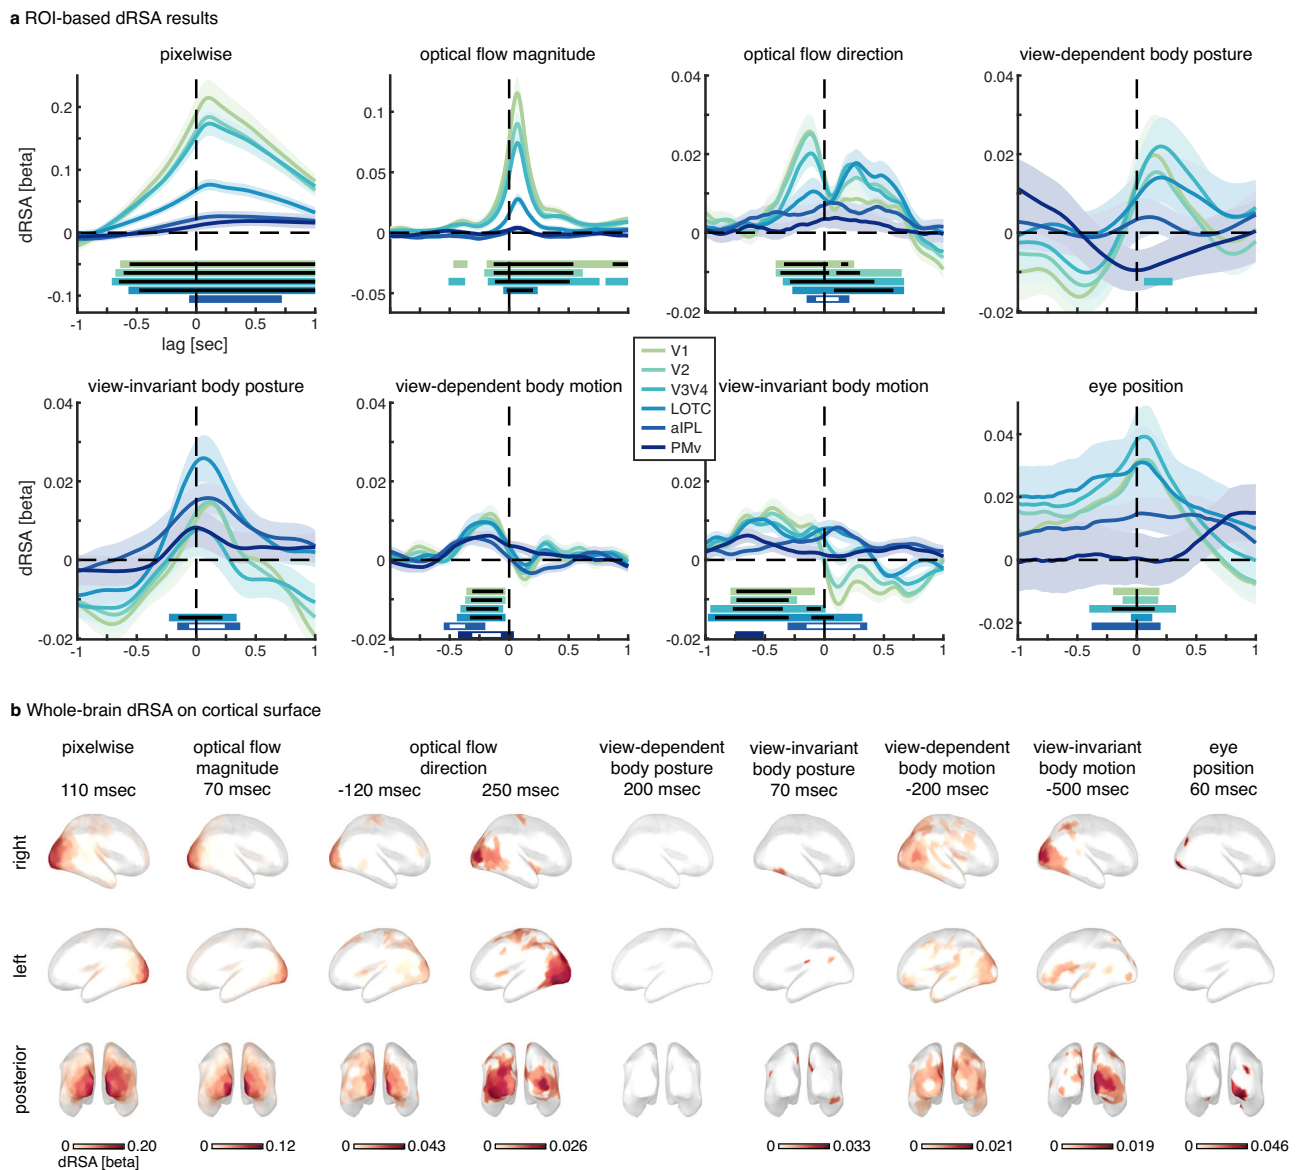 a ROI-based dRSA results
pixelwise
optical flow magnitude
optical flow direction
view-dependent body posture
dRSA [beta]
0.2
0.1
0
-0.1
-1
-0.5
0
0.5
1
lag [sec]
0.1
0.05
0
-0.05
0.04
0.02
0
-0.02
0.04
0.02
0
-0.02
V1
V2
V3V4
LOTC
aIPL
PMv
view-invariant body posture
view-dependent body motion
view-invariant body motion
eye position
dRSA [beta]
0.04
0.02
0
-0.02
-1
-0.5
0
0.5
1
0.04
0.02
0
-0.02
-1
-0.5
0
0.5
1
0.04
0.02
0
-0.02
-1
-0.5
0
0.5
1
0.04
0.02
0
-0.02
-1
-0.5
0
0.5
1
b Whole-brain dRSA on cortical surface
pixelwise
110 msec
optical flow
magnitude
70 msec
optical flow
direction
-120 msec
250 msec
view-dependent
body posture
200 msec
view-invariant
body posture
70 msec
view-dependent
body motion
-200 msec
view-invariant
body motion
-500 msec
eye
position
60 msec
right
left
posterior
0 0.20
dRSA [beta]
0 0.12
0 0.043
0 0.026
0 0.033
0 0.021
0 0.019
0 0.046